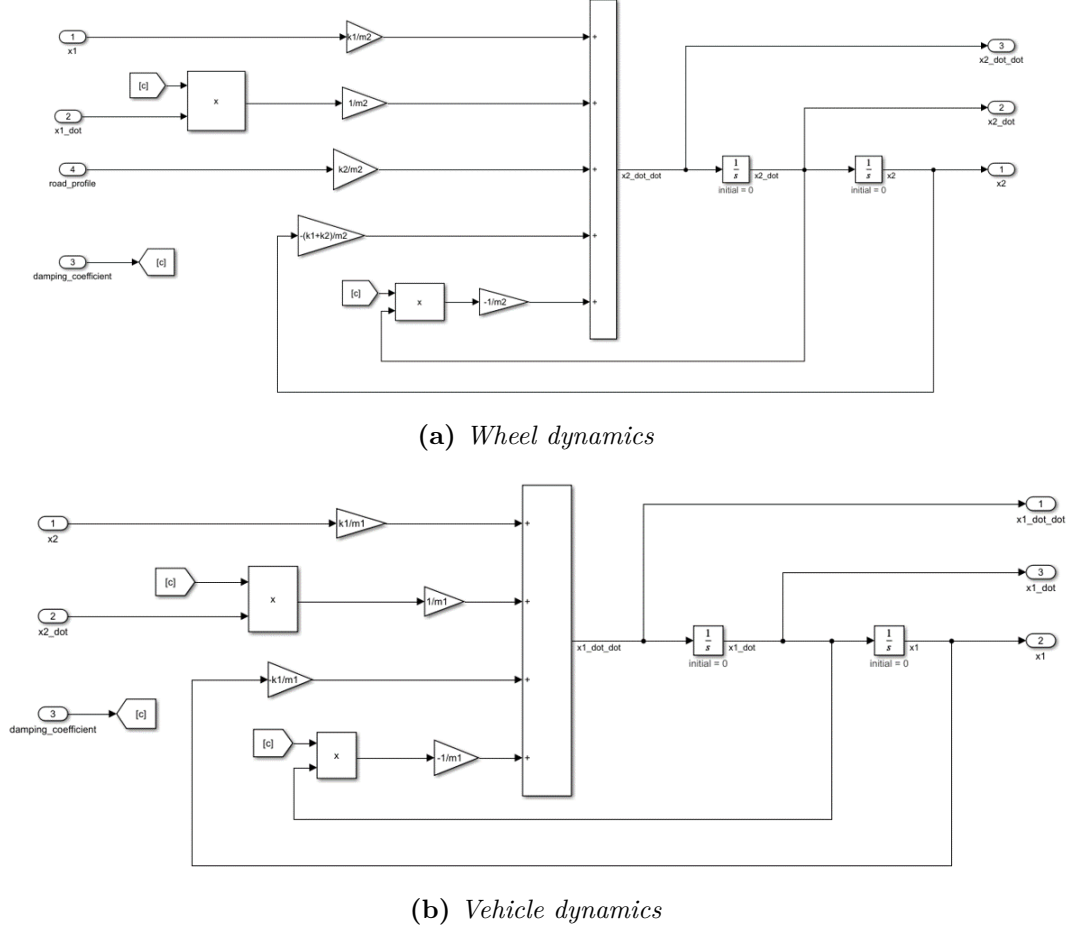 1
k1/m2
+
3
x1
x2_dot_dot
[c]
x
1/m2
+
2
2
x1_dot
x2_dot
4
k2/m2
+
1/s
1/s
1
road_profile
x2_dot_dot
x2_dot
x2
x2
initial = 0
initial = 0
-(k1+k2)/m2
+
3
[c]
damping_coefficient
[c]
x
-1/m2
+
(a) Wheel dynamics
1
k1/m1
+
1
x2
x1_dot_dot
[c]
x
1/m1
+
3
2
x1_dot
x2_dot
1/s
1/s
2
x1_dot_dot
x1_dot
x1
x1
initial = 0
initial = 0
-k1/m1
+
3
[c]
damping_coefficient
[c]
x
-1/m1
+
(b) Vehicle dynamics